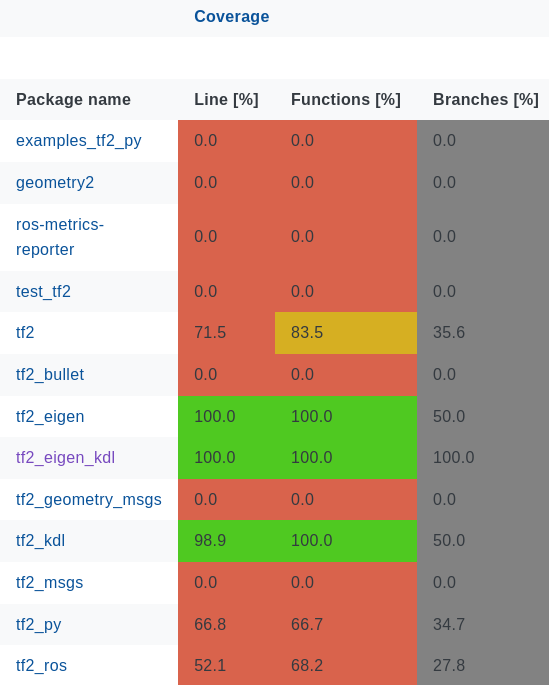 Coverage
Package name Line [%] Functions [%] Branches [%]
examples_tf2_py 0.0 0.0 0.0
geometry2 0.0 0.0 0.0
ros-metrics-
reporter 0.0 0.0 0.0
test_tf2 0.0 0.0 0.0
tf2 71.5 83.5 35.6
tf2_bullet 0.0 0.0 0.0
tf2_eigen 100.0 100.0 50.0
tf2_eigen_kdl 100.0 100.0 100.0
tf2_geometry_msgs 0.0 0.0 0.0
tf2_kdl 98.9 100.0 50.0
tf2_msgs 0.0 0.0 0.0
tf2_py 66.8 66.7 34.7
tf2_ros 52.1 68.2 27.8